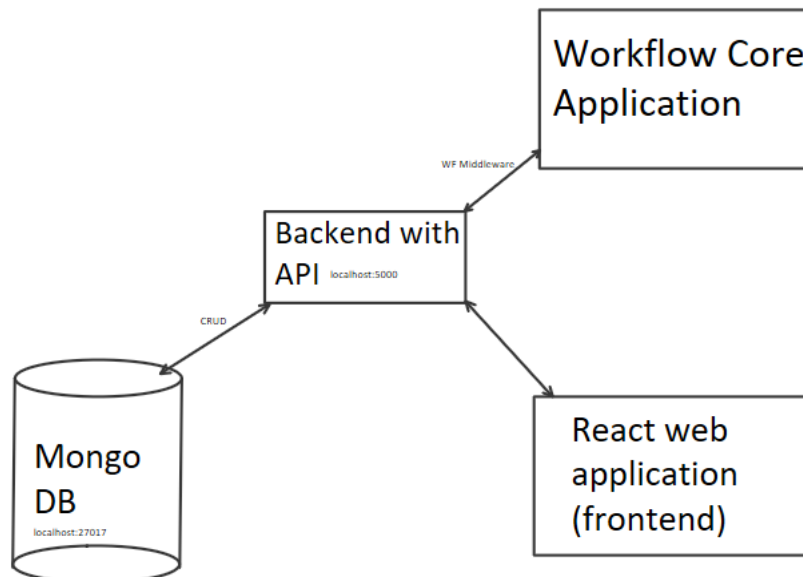 Workflow Core
Application
WF Middleware
Backend with
API localhost:5000
CRUD
Mongo
DB
localhost:27017
React web
application
(frontend)